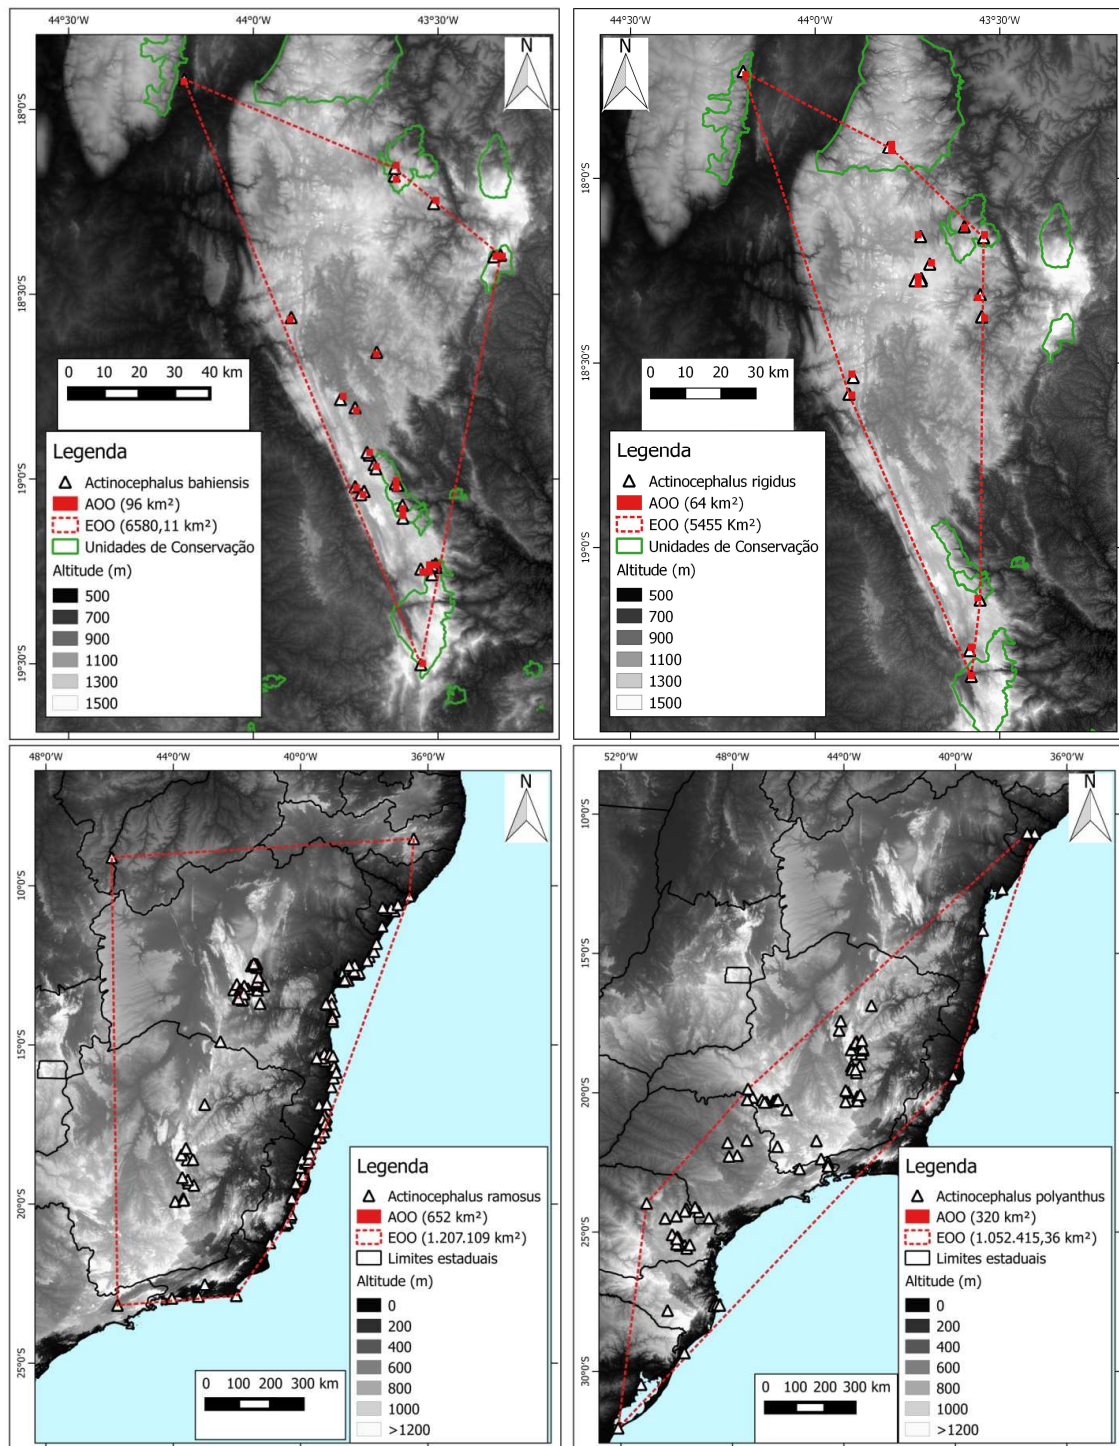 44°30'W 44°0'W 43°30'W
N
18°0'S
18°30'S
19°0'S
19°30'S
0 10 20 30 40 km
Legenda
Actinocephalus bahiensis
AOO (96 km²)
EOO (6580,11 km²)
Unidades de Conservação
Altitude (m)
500
700
900
1100
1300
1500
44°30'W 44°0'W 43°30'W
N
18°0'S
18°30'S
19°0'S
0 10 20 30 km
Legenda
Actinocephalus rigidus
AOO (64 km²)
EOO (5455 Km²)
Unidades de Conservação
Altitude (m)
500
700
900
1100
1300
1500
48°0'W 44°0'W 40°0'W 36°0'W
N
10°0'S
15°0'S
20°0'S
25°0'S
Legenda
Actinocephalus ramosus
AOO (652 km²)
EOO (1.207.109 km²)
Limites estaduais
Altitude (m)
0
200
400
600
800
1000
>1200
0 100 200 300 km
52°0'W 48°0'W 44°0'W 40°0'W 36°0'W
N
10°0'S
15°0'S
20°0'S
25°0'S
30°0'S
Legenda
Actinocephalus polyanthus
AOO (320 km²)
EOO (1.052.415,36 km²)
Limites estaduais
Altitude (m)
0
200
400
600
800
1000
>1200
0 100 200 300 km